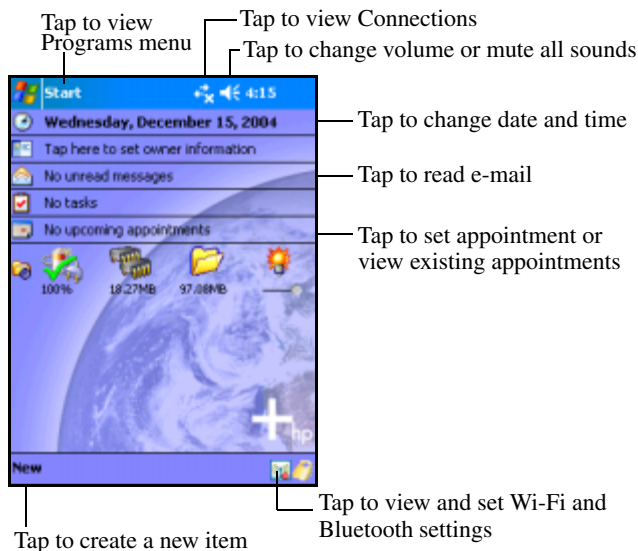 Tap to view
Programs menu
Tap to view Connections
Tap to change volume or mute all sounds
Start
4:15
Wednesday, December 15, 2004
Tap to change date and time
Tap here to set owner information
No unread messages
Tap to read e-mail
No tasks
No upcoming appointments
Tap to set appointment or
view existing appointments
100%
18.27MB
97.08MB
hp
New
Tap to view and set Wi-Fi and
Bluetooth settings
Tap to create a new item